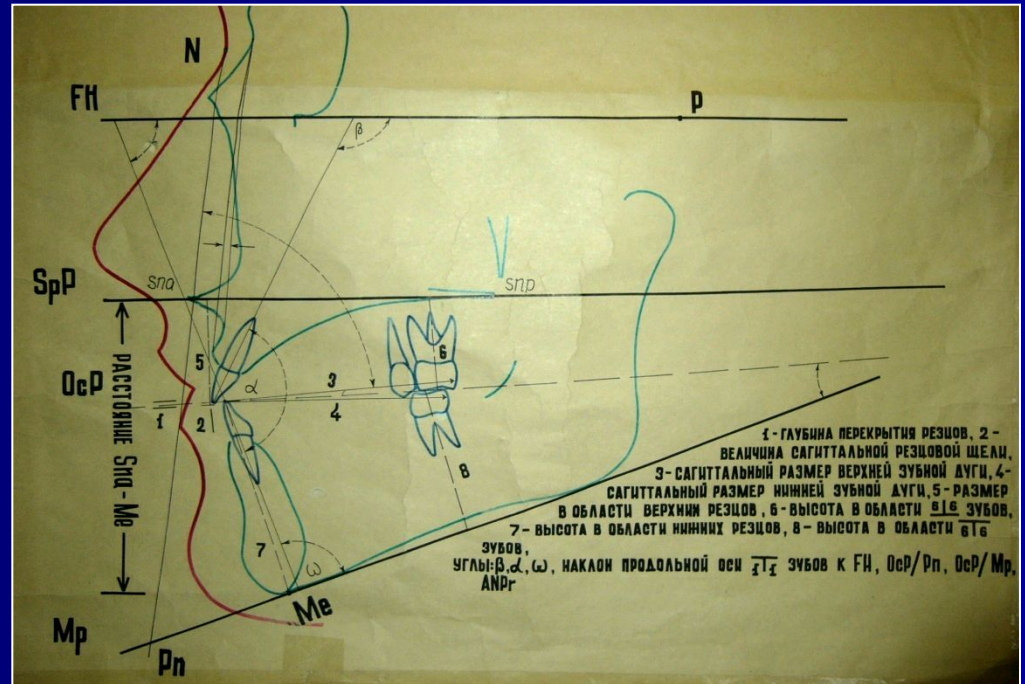 N
FH
P
β
SpP
sna
snp
РАССТОЯНИЕ Sna-Me
OcP
5
6
α
3
4
1
2
8
7
ω
Me
Mp
Pn
1-ГЛУБИНА ПЕРЕКРЫТИЯ РЕЗЦОВ, 2-
ВЕЛИЧИНА САГИТТАЛЬНОЙ РЕЗЦОВОЙ ЩЕЛИ,
3-САГИТТАЛЬНЫЙ РАЗМЕР ВЕРХНЕЙ ЗУБНОЙ ДУГИ, 4-
САГИТТАЛЬНЫЙ РАЗМЕР НИЖНЕЙ ЗУБНОЙ ДУГИ, 5-РАЗМЕР
В ОБЛАСТИ ВЕРХНИХ РЕЗЦОВ, 6-ВЫСОТА В ОБЛАСТИ 6|6 ЗУБОВ,
7-ВЫСОТА В ОБЛАСТИ НИЖНИХ РЕЗЦОВ, 8-ВЫСОТА В ОБЛАСТИ 6|6
ЗУБОВ,
УГЛЫ: β, α, ω, НАКЛОН ПРОДОЛЬНОЙ ОСИ 1|1 ЗУБОВ К FH, OcP/Pn, OcP/Mp,
ANPr